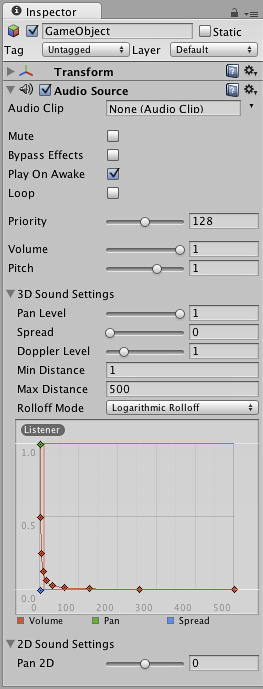 Inspector
GameObject Static
Tag Untagged Layer Default
Transform
Audio Source
Audio Clip None (Audio Clip)
Mute
Bypass Effects
Play On Awake
Loop
Priority 128
Volume 1
Pitch 1
3D Sound Settings
Pan Level 1
Spread 0
Doppler Level 1
Min Distance 1
Max Distance 500
Rolloff Mode Logarithmic Rolloff
Listener
1.0
0.5
0.0
0 100 200 300 400 500
Volume Pan Spread
2D Sound Settings
Pan 2D 0